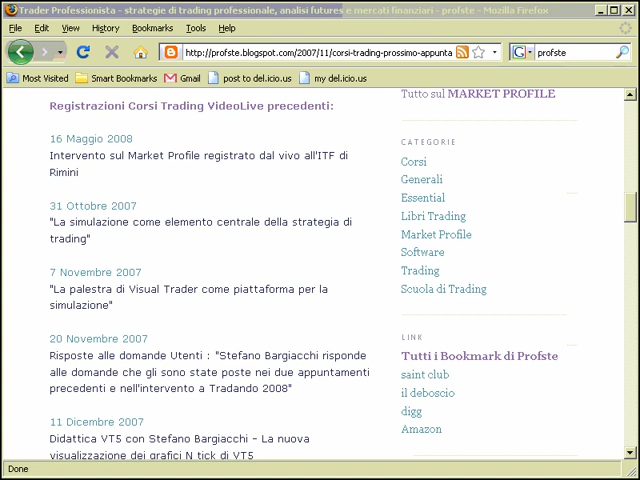 Trader Professionista - strategie di trading professionale, analisi futures e mercati finanziari - profste - Mozilla Firefox
File Edit View History Bookmarks Tools Help
http://profste.blogspot.com/2007/11/corsi-trading-prossimo-appunta
profste
Most Visited Smart Bookmarks Gmail post to del.icio.us my del.icio.us
Registrazioni Corsi Trading VideoLive precedenti:
16 Maggio 2008
Intervento sul Market Profile registrato dal vivo all'ITF di
Rimini
31 Ottobre 2007
"La simulazione come elemento centrale della strategia di
trading"
7 Novembre 2007
"La palestra di Visual Trader come piattaforma per la
simulazione"
20 Novembre 2007
Risposte alle domande Utenti : "Stefano Bargiacchi risponde
alle domande che gli sono state poste nei due appuntamenti
precedenti e nell'intervento a Tradando 2008"
11 Dicembre 2007
Didattica VT5 con Stefano Bargiacchi - La nuova
visualizzazione dei grafici N tick di VT5
Tutto sul MARKET PROFILE
CATEGORIE
Corsi
Generali
Essential
Libri Trading
Market Profile
Software
Trading
Scuola di Trading
LINK
Tutti i Bookmark di Profste
saint club
il deboscio
digg
Amazon
Done